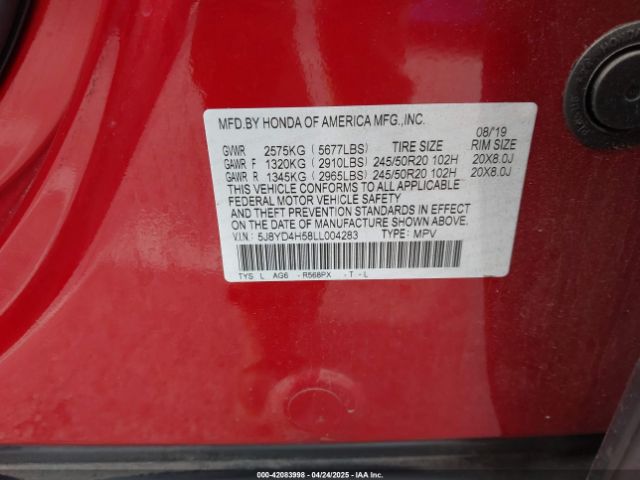 MFD.BY HONDA OF AMERICA MFG.,INC.
08/'19
GVWR 2575KG (5677LBS) TIRE SIZE RIM SIZE
GAWR F 1320KG (2910LBS) 245/50R20 102H 20X8.0J
GAWR R 1345KG (2965LBS) 245/50R20 102H 20X8.0J
THIS VEHICLE CONFORMS TO ALL APPLICABLE
FEDERAL MOTOR VEHICLE SAFETY
AND THEFT PREVENTION STANDARDS IN EFFECT
ON THE DATE OF MANUFACTURE SHOWN ABOVE.
V.I.N: 5J8YD4H58LL004283 TYPE: MPV
TYS L AG6 - R568PX - T - L
000-42083998 04/24/2025 - IAA Inc.